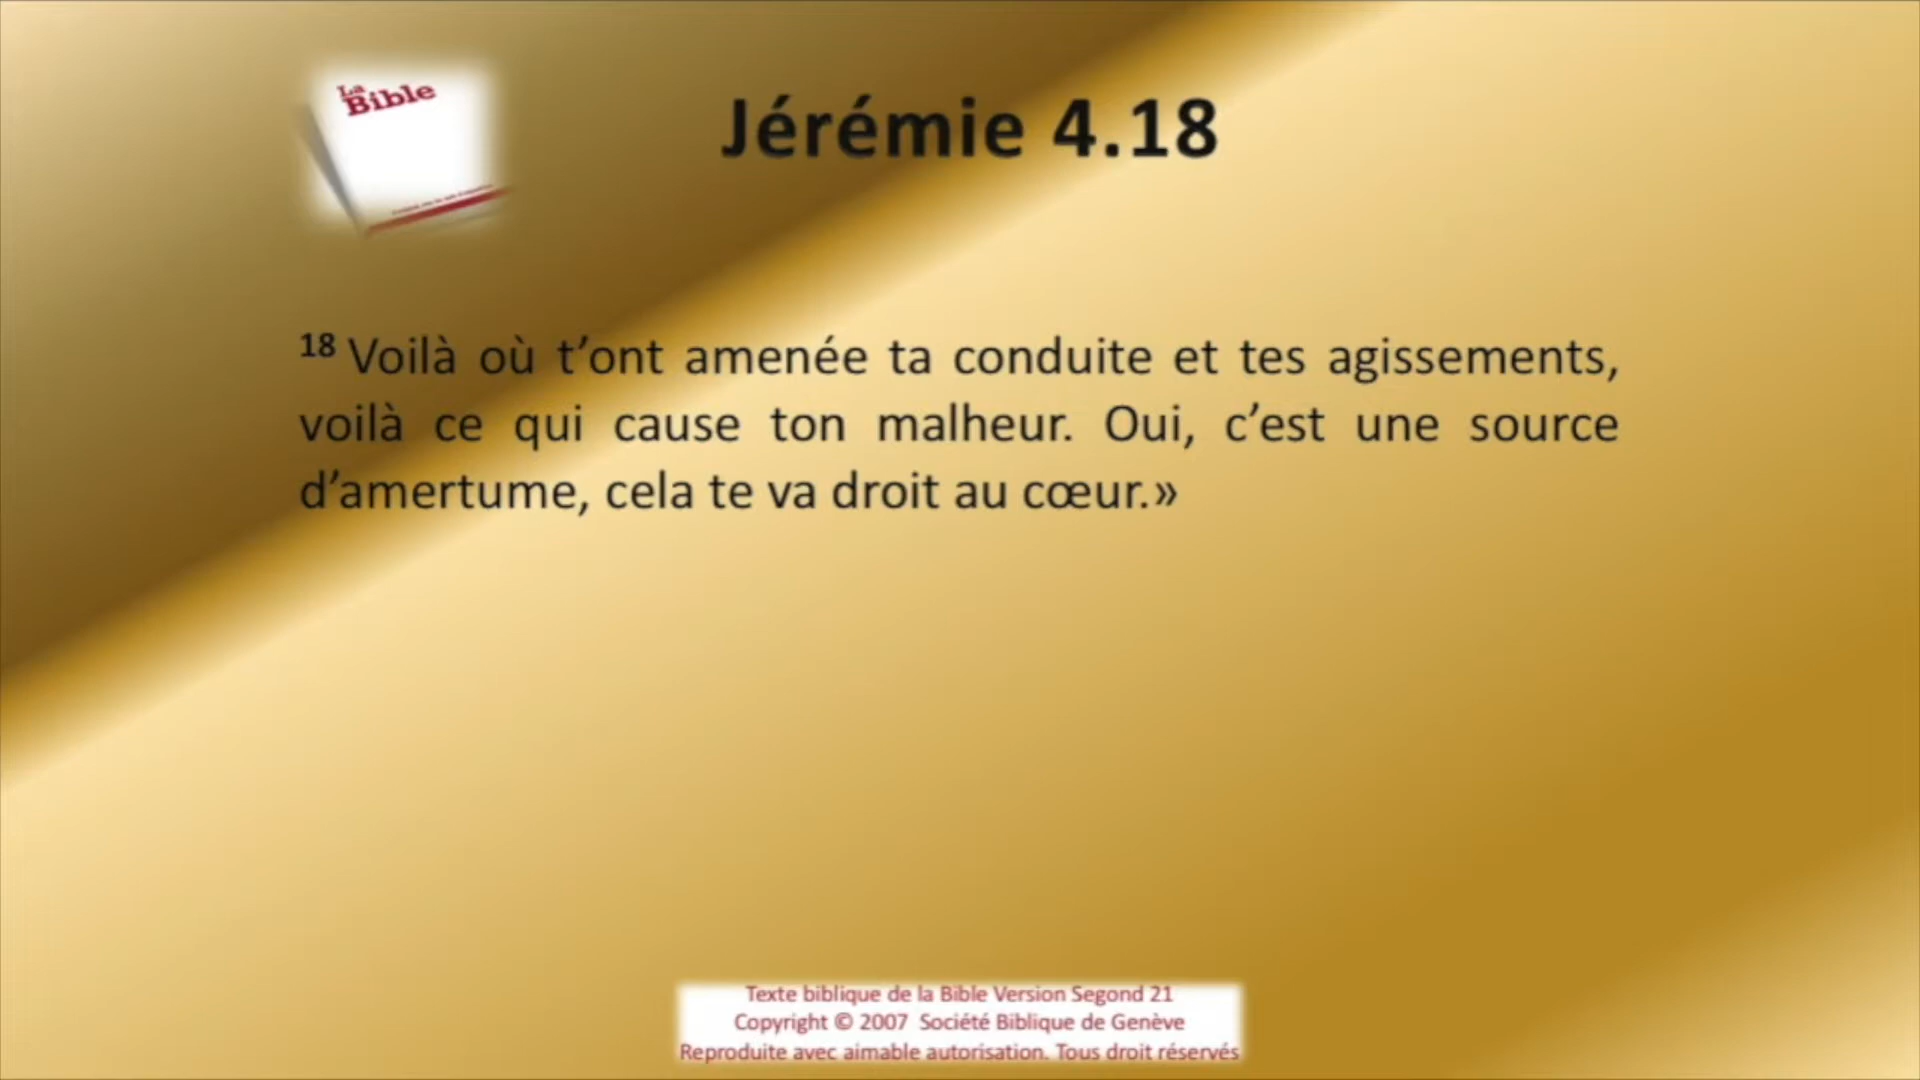 La
Bible
Jérémie 4.18
18 Voilà où t’ont amenée ta conduite et tes agissements,
voilà ce qui cause ton malheur. Oui, c’est une source
d’amertume, cela te va droit au cœur.»
Texte biblique de la Bible Version Segond 21
Copyright © 2007 Société Biblique de Genève
Reproduite avec aimable autorisation. Tous droit réservés